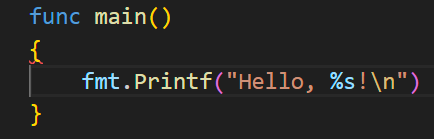 func main()
{
    fmt.Printf("Hello, %s!\n")
}